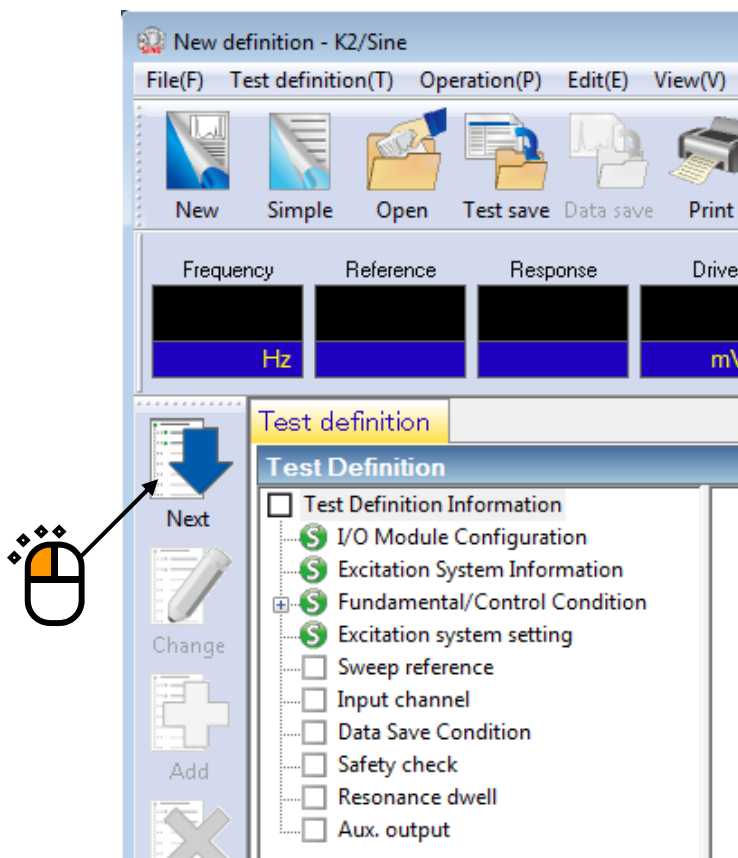 New definition - K2/Sine
File(F) Test definition(T) Operation(P) Edit(E) View(V)
New Simple Open Test save Data save Print
Frequency Reference Response Drive
Hz mV
Test definition
Test Definition
Next
Change
Add
Test Definition Information
S I/O Module Configuration
S Excitation System Information
S Fundamental/Control Condition
S Excitation system setting
Sweep reference
Input channel
Data Save Condition
Safety check
Resonance dwell
Aux. output